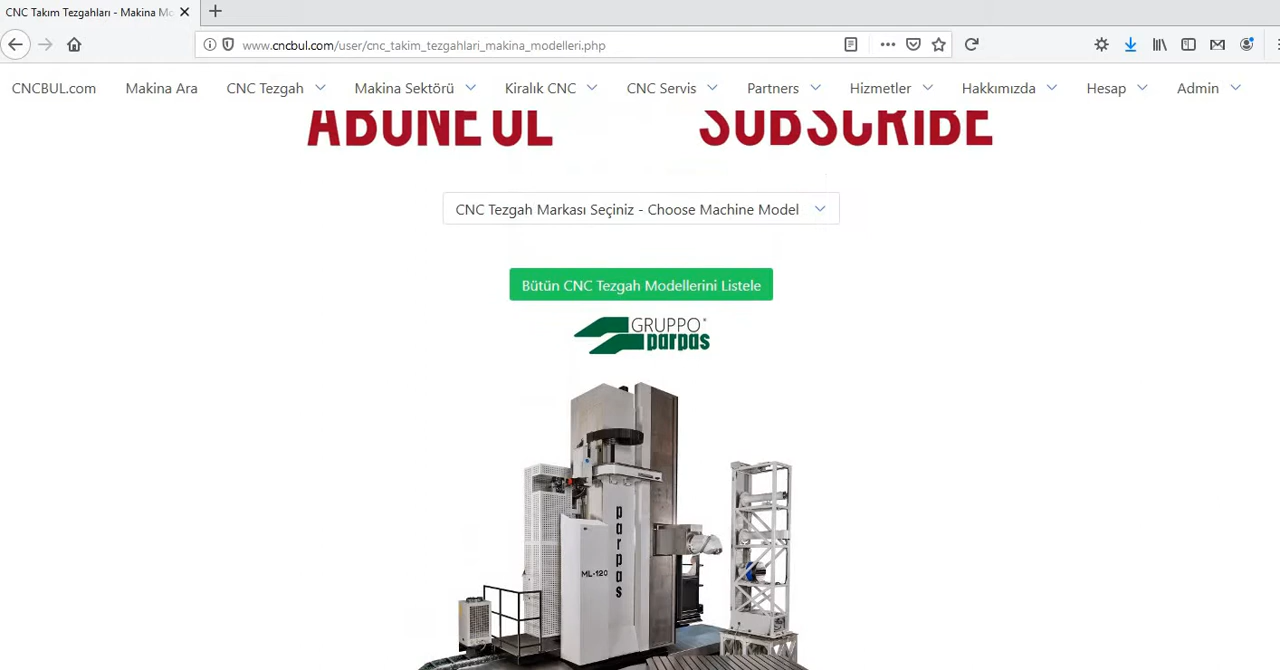 CNC Takım Tezgahları - Makina Mo
www.cncbul.com/user/cnc_takim_tezgahlari_makina_modelleri.php
CNCBUL.com Makina Ara CNC Tezgah Makina Sektörü Kiralık CNC CNC Servis Partners Hizmetler Hakkımızda Hesap Admin
ABONE OL SUBSCRIBE
CNC Tezgah Markası Seçiniz - Choose Machine Model
Bütün CNC Tezgah Modellerini Listele
GRUPPO
parpas
parpas
ML-120